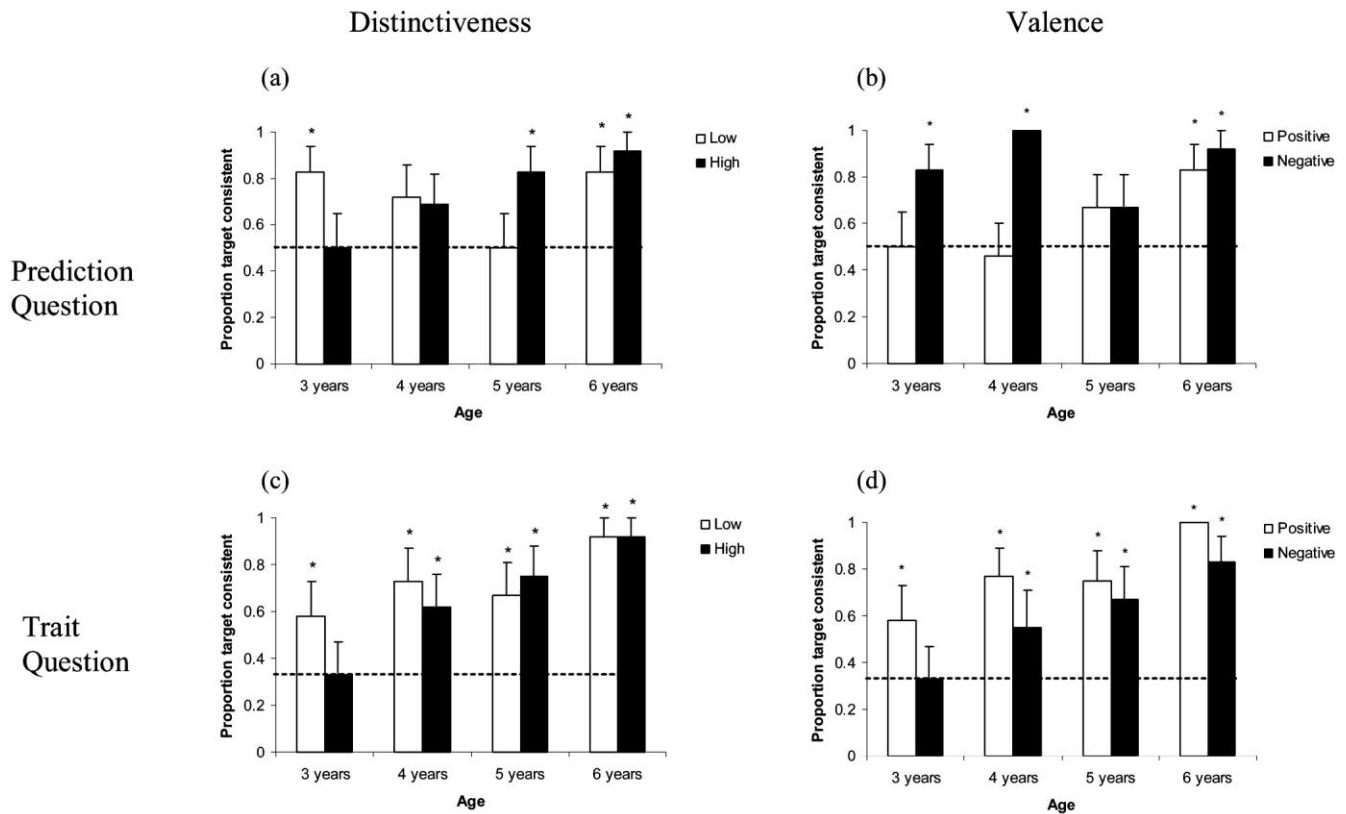 Distinctiveness
Valence
Prediction
Question
Trait
Question
(a)
Proportion target consistent
1
0.8
0.6
0.4
0.2
0
* * * *
3 years 4 years 5 years 6 years
Age
Low
High
(b)
Proportion target consistent
1
0.8
0.6
0.4
0.2
0
* * * *
3 years 4 years 5 years 6 years
Age
Positive
Negative
(c)
Proportion target consistent
1
0.8
0.6
0.4
0.2
0
* * * * * * *
3 years 4 years 5 years 6 years
Age
Low
High
(d)
Proportion target consistent
1
0.8
0.6
0.4
0.2
0
* * * * * * *
3 years 4 years 5 years 6 years
Age
Positive
Negative